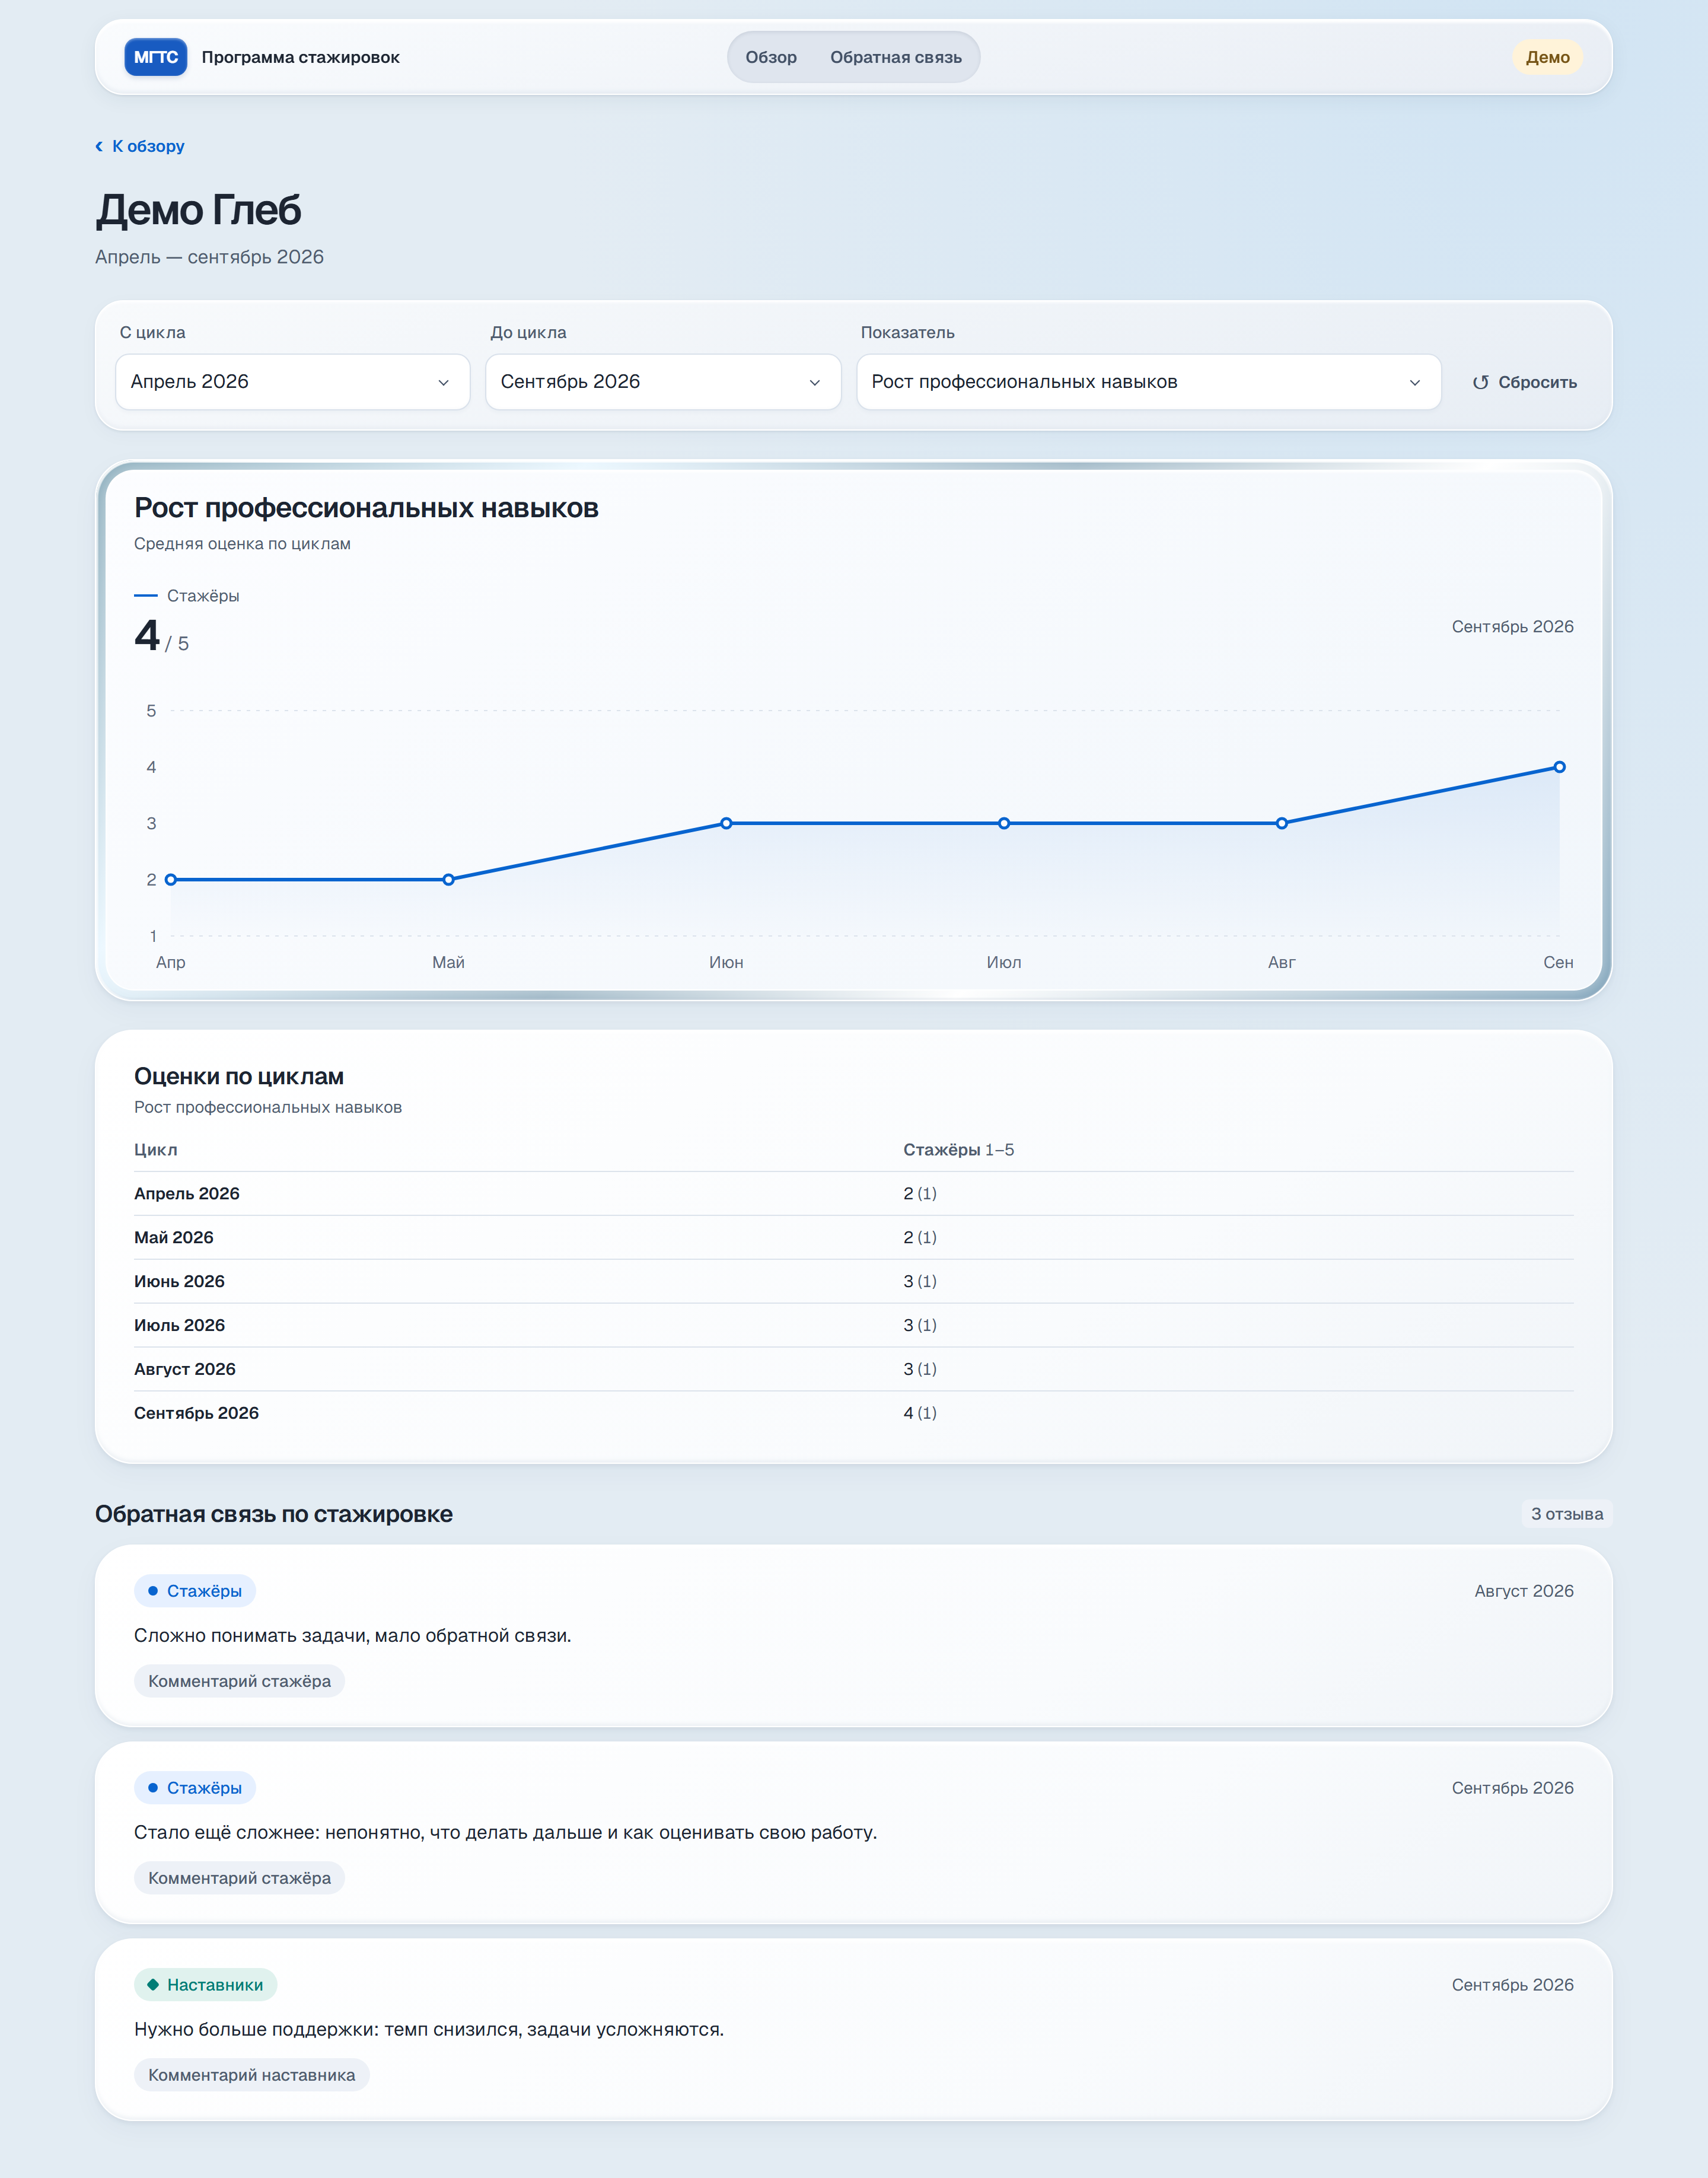 МГТС Программа стажировок Обзор Обратная связь Демо
‹ К обзору
Демо Глеб
Апрель — сентябрь 2026
С цикла До цикла Показатель
Апрель 2026 Сентябрь 2026 Рост профессиональных навыков Сбросить
Рост профессиональных навыков
Средняя оценка по циклам
Стажёры
4 / 5 Сентябрь 2026
5
4
3
2
1
Апр Май Июн Июл Авг Сен
Оценки по циклам
Рост профессиональных навыков
Цикл Стажёры 1–5
Апрель 2026 2 (1)
Май 2026 2 (1)
Июнь 2026 3 (1)
Июль 2026 3 (1)
Август 2026 3 (1)
Сентябрь 2026 4 (1)
Обратная связь по стажировке 3 отзыва
Стажёры Август 2026
Сложно понимать задачи, мало обратной связи.
Комментарий стажёра
Стажёры Сентябрь 2026
Стало ещё сложнее: непонятно, что делать дальше и как оценивать свою работу.
Комментарий стажёра
Наставники Сентябрь 2026
Нужно больше поддержки: темп снизился, задачи усложняются.
Комментарий наставника